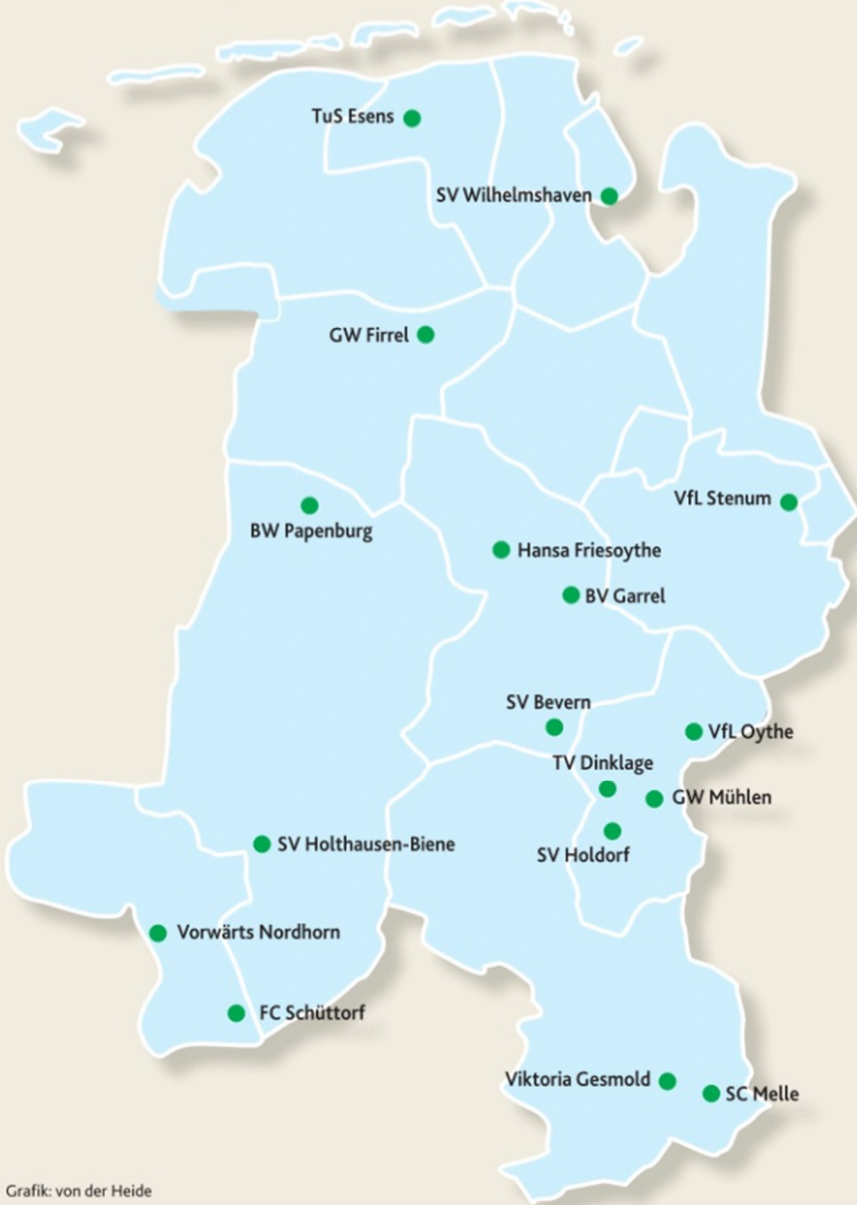 TuS Esens
SV Wilhelmshaven
GW Firrel
VfL Stenum
BW Papenburg
Hansa Friesoythe
BV Garrel
SV Bevern
VfL Oythe
TV Dinklage
GW Mühlen
SV Holthausen-Biene
SV Holdorf
Vorwärts Nordhorn
FC Schüttorf
Viktoria Gesmold
SC Melle
Grafik: von der Heide